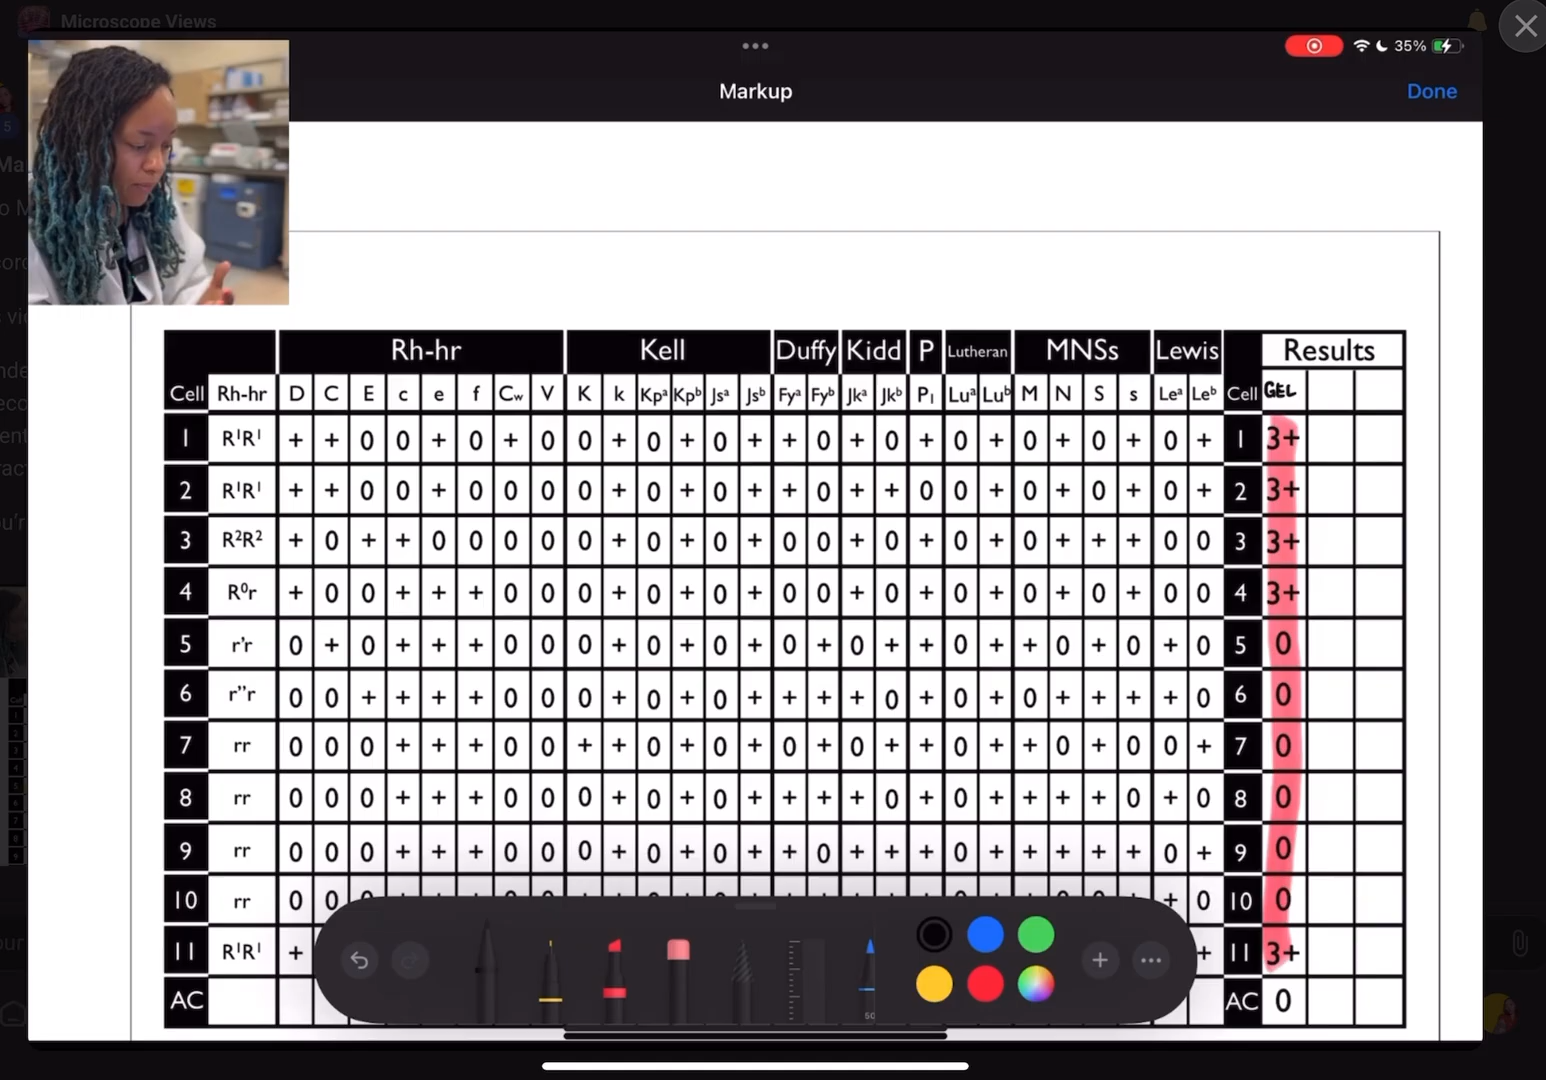 Microscope Views
35%
Markup
Done
Rh-hr Kell Duffy Kidd P Lutheran MNSs Lewis Results
Cell Rh-hr D C E c e f Cw V K k Kpᵃ Kpᵇ Jsᵃ Jsᵇ Fyᵃ Fyᵇ Jkᵃ Jkᵇ P₁ Luᵃ Luᵇ M N S s Leᵃ Leᵇ Cell GEL
1 R¹R¹ + + 0 0 + 0 + 0 0 + 0 + 0 + + 0 + 0 + 0 + 0 + 0 + 0 + 1 3+
2 R¹R¹ + + 0 0 + 0 0 0 0 + 0 + 0 + + 0 + + 0 0 + 0 + 0 + 0 + 2 3+
3 R²R² + 0 + + 0 0 0 0 0 + 0 + 0 + 0 0 + 0 + 0 + 0 + + + 0 0 3 3+
4 R⁰r + 0 0 + + + 0 0 0 + 0 + 0 + 0 0 + 0 + 0 + 0 + 0 + 0 0 4 3+
5 r’r 0 + 0 + + + 0 0 0 + 0 + 0 + 0 + 0 + + 0 + + 0 + 0 + 0 5 0
6 r”r 0 0 + + + + 0 0 0 + 0 + 0 + + + + 0 + 0 + 0 + + + + 0 6 0
7 rr 0 0 0 + + + 0 0 + + 0 + 0 + 0 + 0 + + 0 + + 0 + 0 0 + 7 0
8 rr 0 0 0 + + + 0 0 0 + 0 + 0 + + + + 0 + 0 + + + + 0 + 0 8 0
9 rr 0 0 0 + + + 0 0 0 + 0 + 0 + + 0 + + + 0 + + + + + 0 + 9 0
10 rr 0 0 + 0 10 0
11 R¹R¹ + + 11 3+
AC AC 0
50